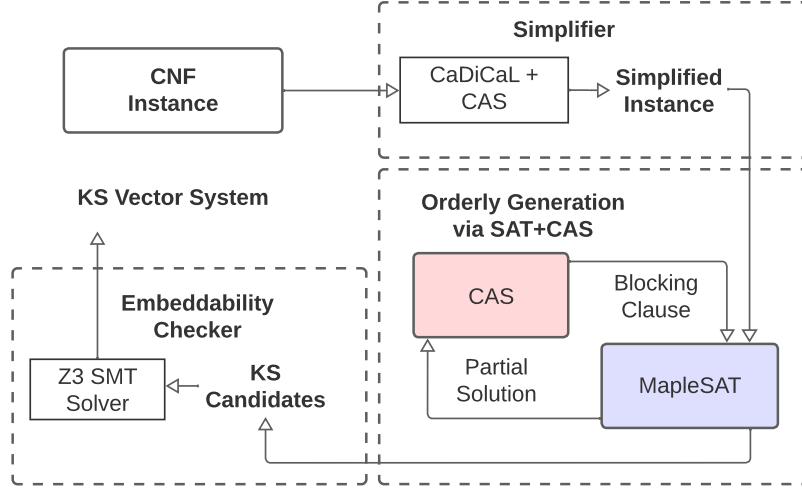 Simplifier
CNF
Instance
CaDiCaL +
CAS
Simplified
Instance
KS Vector System
Orderly Generation
via SAT+CAS
CAS
Blocking
Clause
Partial
Solution
MapleSAT
Embeddability
Checker
Z3 SMT
Solver
KS
Candidates